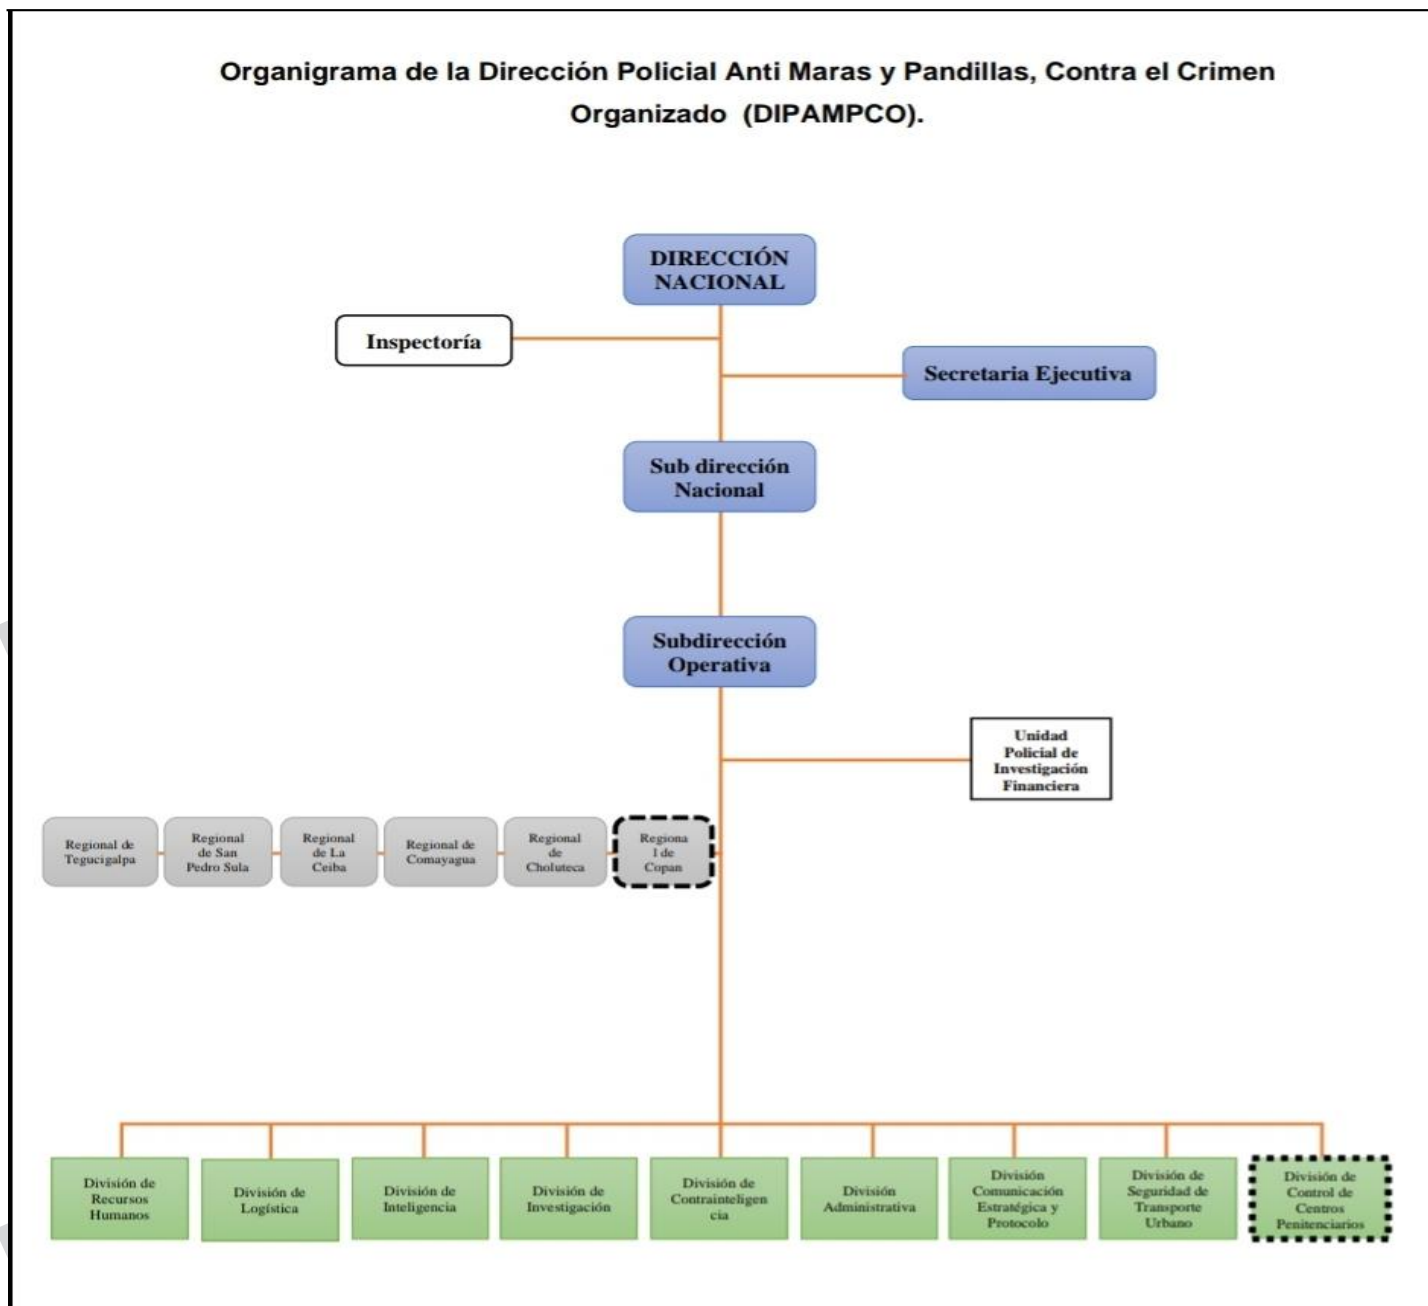 Organigrama de la Dirección Policial Anti Maras y Pandillas, Contra el Crimen
Organizado (DIPAMPCO).
DIRECCIÓN
NACIONAL
Inspectoría
Secretaria Ejecutiva
Sub dirección
Nacional
Subdirección
Operativa
Unidad
Policial de
Investigación
Financiera
Regional de
Tegucigalpa
Regional
de San
Pedro Sula
Regional
de La
Ceiba
Regional de
Comayagua
Regional
de
Choluteca
Regiona
l de
Copan
División de
Recursos
Humanos
División de
Logística
División de
Inteligencia
División de
Investigación
División de
Contrainteligen
cia
División
Administrativa
División
Comunicación
Estratégica y
Protocolo
División de
Seguridad de
Transporte
Urbano
División de
Control de
Centros
Penitenciarios